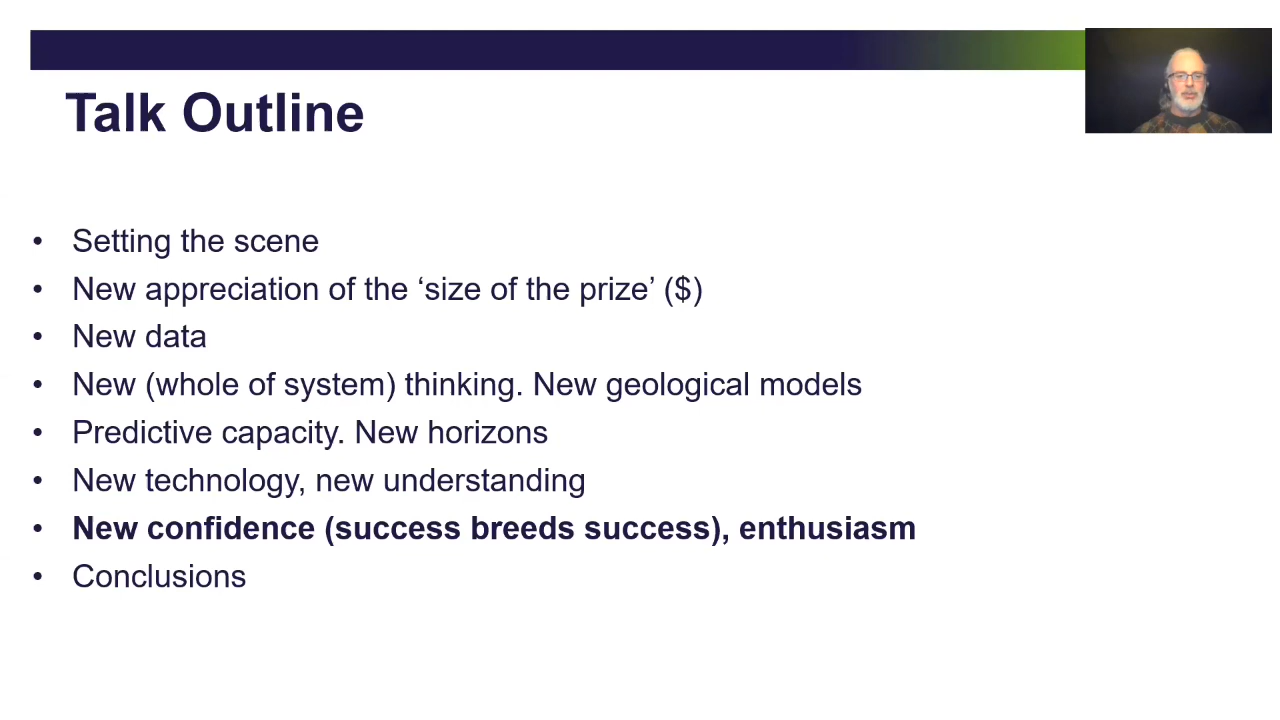 Talk Outline
• Setting the scene
• New appreciation of the ‘size of the prize’ ($)
• New data
• New (whole of system) thinking. New geological models
• Predictive capacity. New horizons
• New technology, new understanding
• New confidence (success breeds success), enthusiasm
• Conclusions